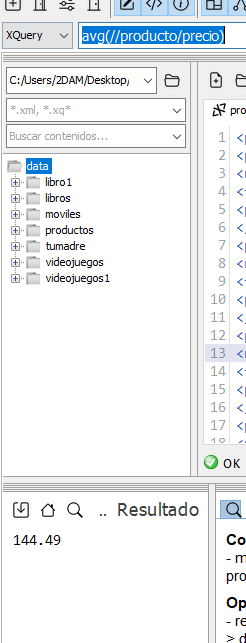 XQuery
avg(//producto/precio)
C:/Users/2DAM/Desktop/
*.xml, *.xq*
Buscar contenidos...
data
libro1
libros
moviles
productos
tumadre
videojuegos
videojuegos1
pro
1 <
2 <
3 <
4 <
5 <
6 <
7 <
8 <
9 <
10 <
11 <
12 <
13 <
14 <
15 <
16 <
17 <
OK
.. Resultado
144.49
Co
- m
pro
Op
- re
> d